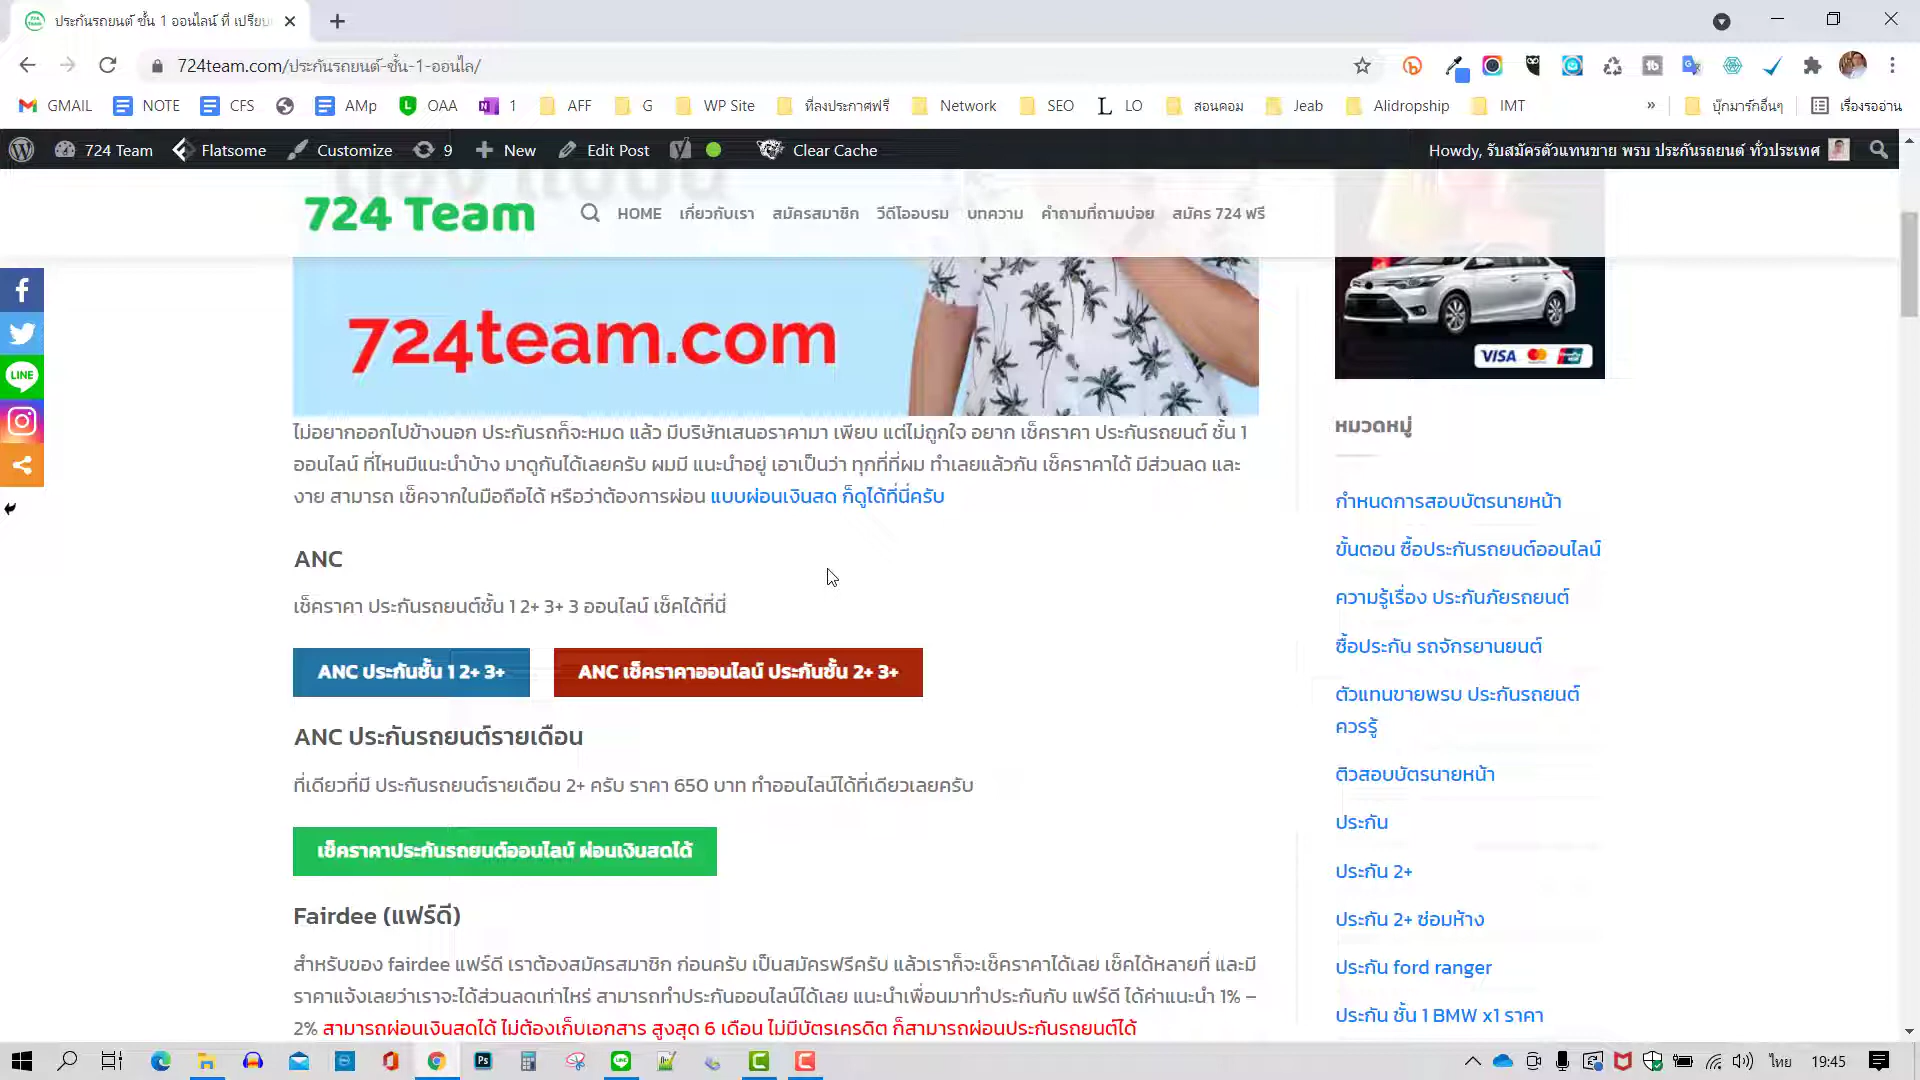 ประกันรถยนต์ ชั้น 1 ออนไลน์ ที่ เปรียบ
724team.com/ประกันรถยนต์-ชั้น-1-ออนไล/
GMAIL NOTE CFS AMp OAA 1 AFF G WP Site ที่ลงประกาศฟรี Network SEO LO สอนคอม Jeab Alidropship IMT » บุ๊กมาร์กอื่นๆ เรื่องรออ่าน
724 Team Flatsome Customize 9 New Edit Post Clear Cache Howdy, รับสมัครตัวแทนขาย พรบ ประกันรถยนต์ ทั่วประเทศ
724 Team HOME เกี่ยวกับเรา สมัครสมาชิก วีดีโออบรม บทความ คำถามที่ถามบ่อย สมัคร 724 ฟรี
LINE
724team.com
VISA
ไม่อยากออกไปข้างนอก ประกันรถก็จะหมด แล้ว มีบริษัทเสนอราคามา เพียบ แต่ไม่ถูกใจ อยาก เช็คราคา ประกันรถยนต์ ชั้น 1
ออนไลน์ ที่ไหนมีแนะนำบ้าง มาดูกันได้เลยครับ ผมมี แนะนำอยู่ เอาเป็นว่า ทุกที่ที่ผม ทำเลยแล้วกัน เช็คราคาได้ มีส่วนลด และ
งาย สามารถ เช็คจากในมือถือได้ หรือว่าต้องการผ่อน แบบผ่อนเงินสด ก็ดูได้ที่นี่ครับ
ANC
เช็คราคา ประกันรถยนต์ชั้น 1 2+ 3+ 3 ออนไลน์ เช็คได้ที่นี่
ANC ประกันชั้น 1 2+ 3+ ANC เช็คราคาออนไลน์ ประกันชั้น 2+ 3+
ANC ประกันรถยนต์รายเดือน
ที่เดียวที่มี ประกันรถยนต์รายเดือน 2+ ครับ ราคา 650 บาท ทำออนไลน์ได้ที่เดียวเลยครับ
เช็คราคาประกันรถยนต์ออนไลน์ ผ่อนเงินสดได้
Fairdee (แฟร์ดี)
สำหรับของ fairdee แฟร์ดี เราต้องสมัครสมาชิก ก่อนครับ เป็นสมัครฟรีครับ แล้วเราก็จะเช็คราคาได้เลย เช็คได้หลายที่ และมี
ราคาแจ้งเลยว่าเราจะได้ส่วนลดเท่าไหร่ สามารถทำประกันออนไลน์ได้เลย แนะนำเพื่อนมาทำประกันกับ แฟร์ดี ได้ค่าแนะนำ 1% –
2% สามารถผ่อนเงินสดได้ ไม่ต้องเก็บเอกสาร สูงสุด 6 เดือน ไม่มีบัตรเครดิต ก็สามารถผ่อนประกันรถยนต์ได้
หมวดหมู่
กำหนดการสอบบัตรนายหน้า
ขั้นตอน ซื้อประกันรถยนต์ออนไลน์
ความรู้เรื่อง ประกันภัยรถยนต์
ซื้อประกัน รถจักรยานยนต์
ตัวแทนขายพรบ ประกันรถยนต์
ควรรู้
ติวสอบบัตรนายหน้า
ประกัน
ประกัน 2+
ประกัน 2+ ซ่อมห้าง
ประกัน ford ranger
ประกัน ชั้น 1 BMW x1 ราคา
Ps ไทย 19:45